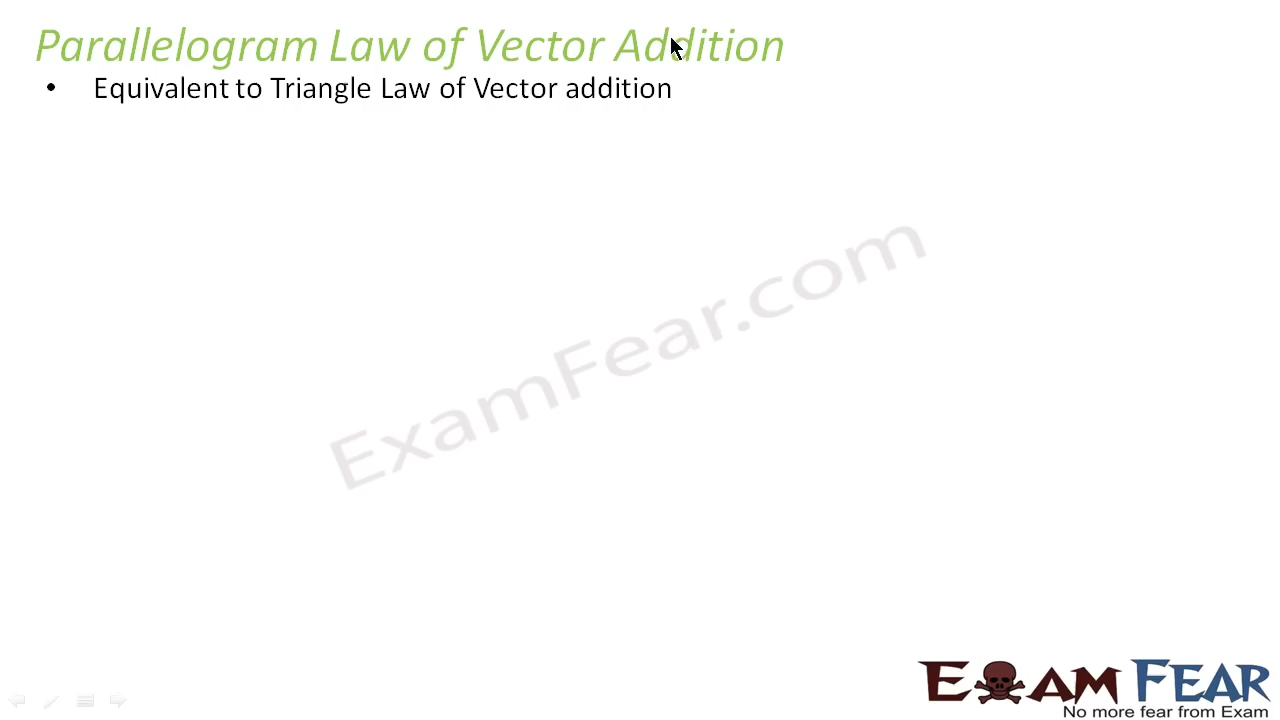 Parallelogram Law of Vector Addition
• Equivalent to Triangle Law of Vector addition
ExamFear.com
EXAM FEAR
No more fear from Exam